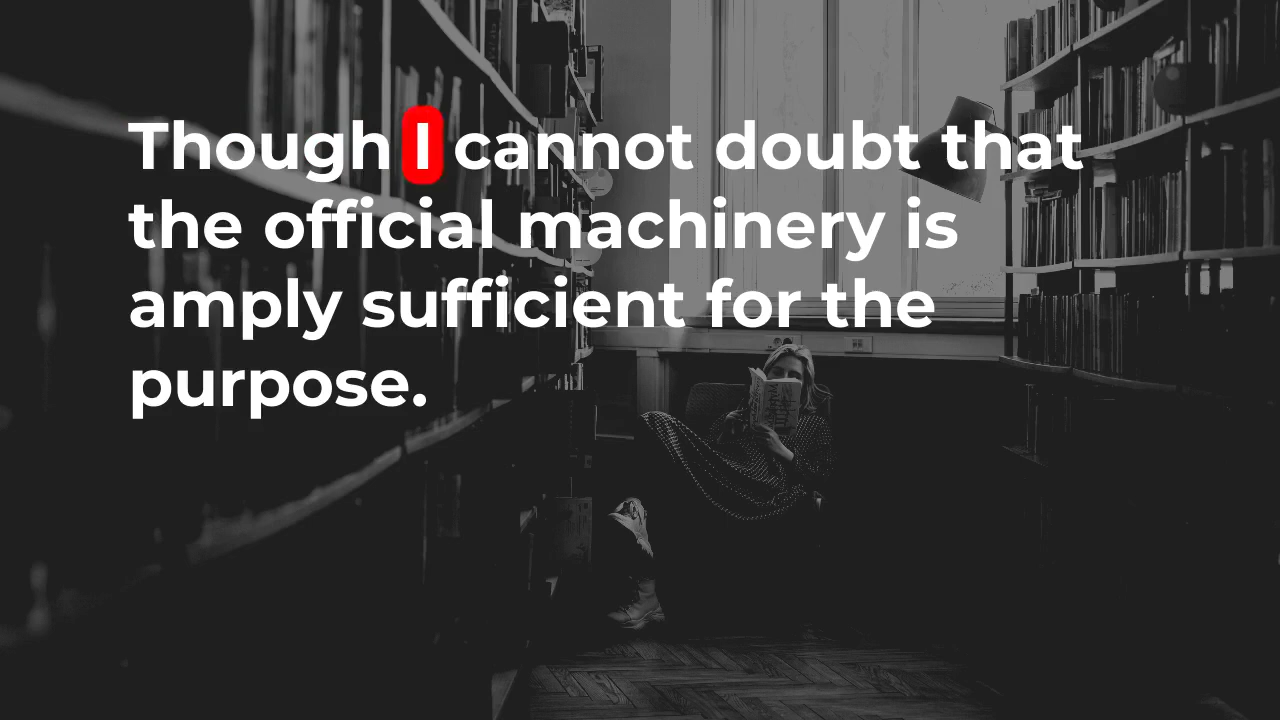 Though I cannot doubt that
the official machinery is
amply sufficient for the
purpose.